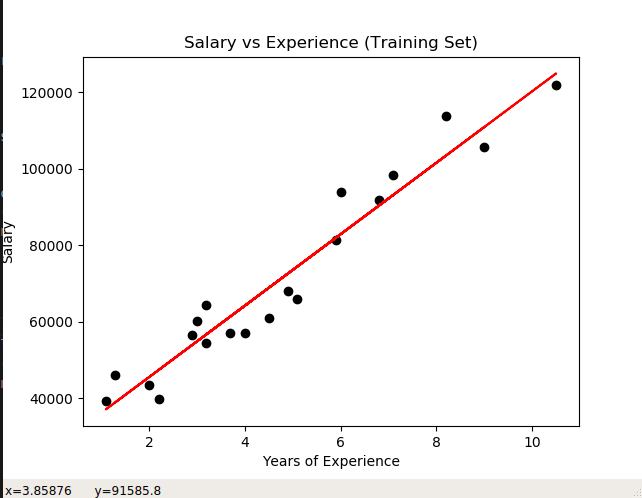 Salary vs Experience (Training Set)
120000
100000
80000
60000
40000
Salary
2 4 6 8 10
Years of Experience
x=3.85876 y=91585.8